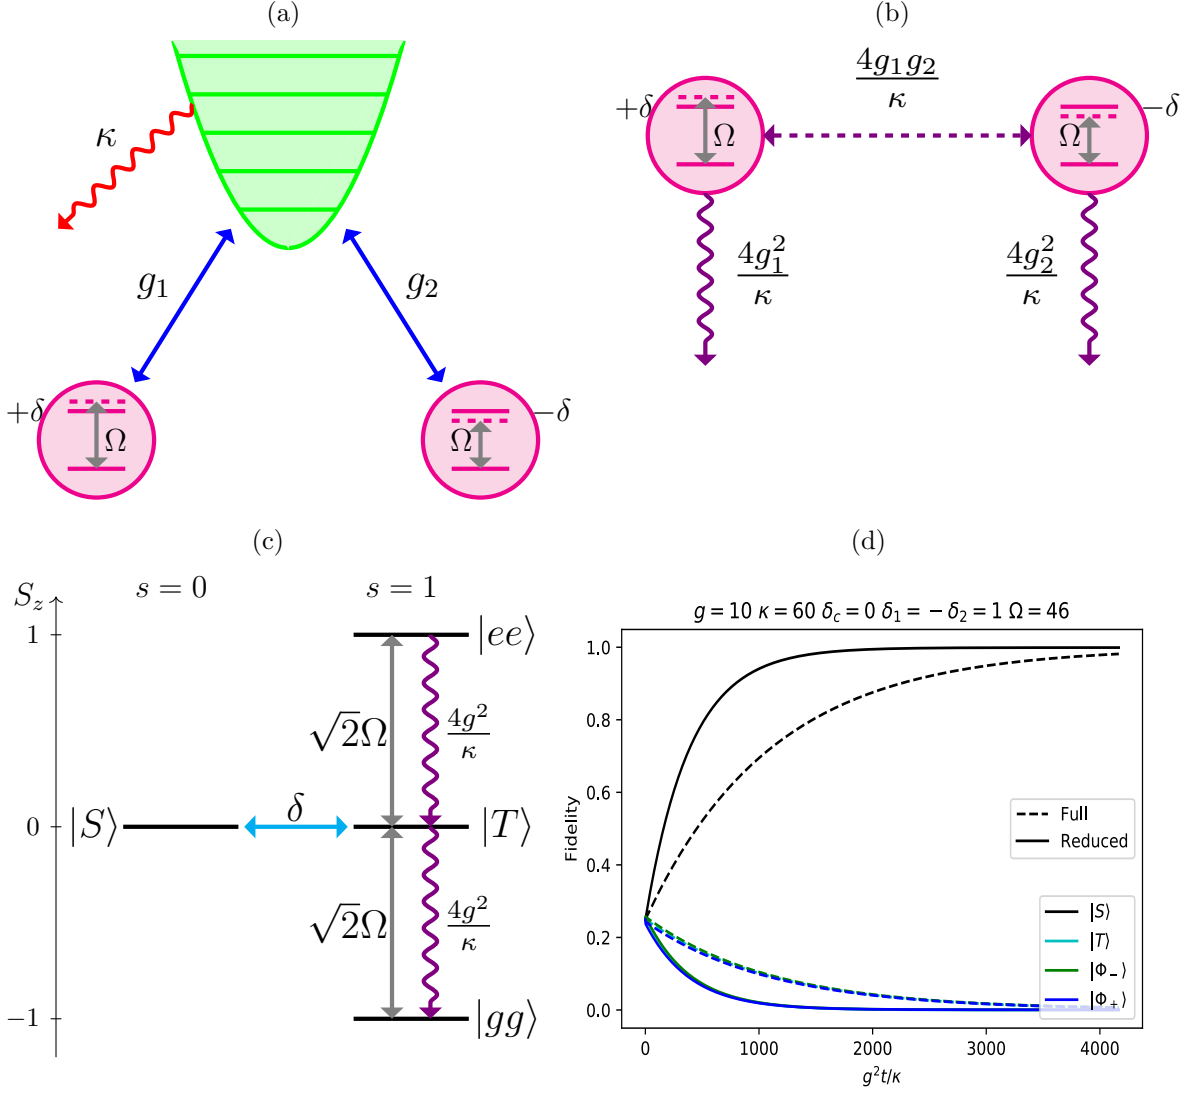 (a)
κ
g₁
g₂
+δ
Ω
Ω
−δ
(b)
4g₁g₂
κ
+δ
Ω
Ω
−δ
4g₁²
κ
4g₂²
κ
(c)
S_z
s = 0
s = 1
1
|ee⟩
√2Ω
4g²
κ
|S⟩
0
δ
|T⟩
√2Ω
4g²
κ
−1
|gg⟩
(d)
g = 10 κ = 60 δ_c = 0 δ₁ = − δ₂ = 1 Ω = 46
Fidelity
1.0
0.8
0.6
0.4
0.2
0.0
Full
Reduced
|S⟩
|T⟩
|Φ₋⟩
|Φ₊⟩
0
1000
2000
3000
4000
g²t/κ